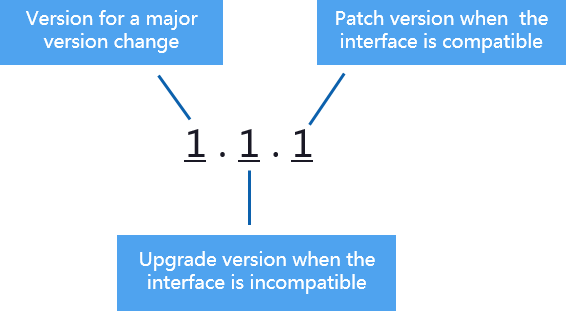 Version for a major
version change
Patch version when the
interface is compatible
1 . 1 . 1
Upgrade version when the
interface is incompatible